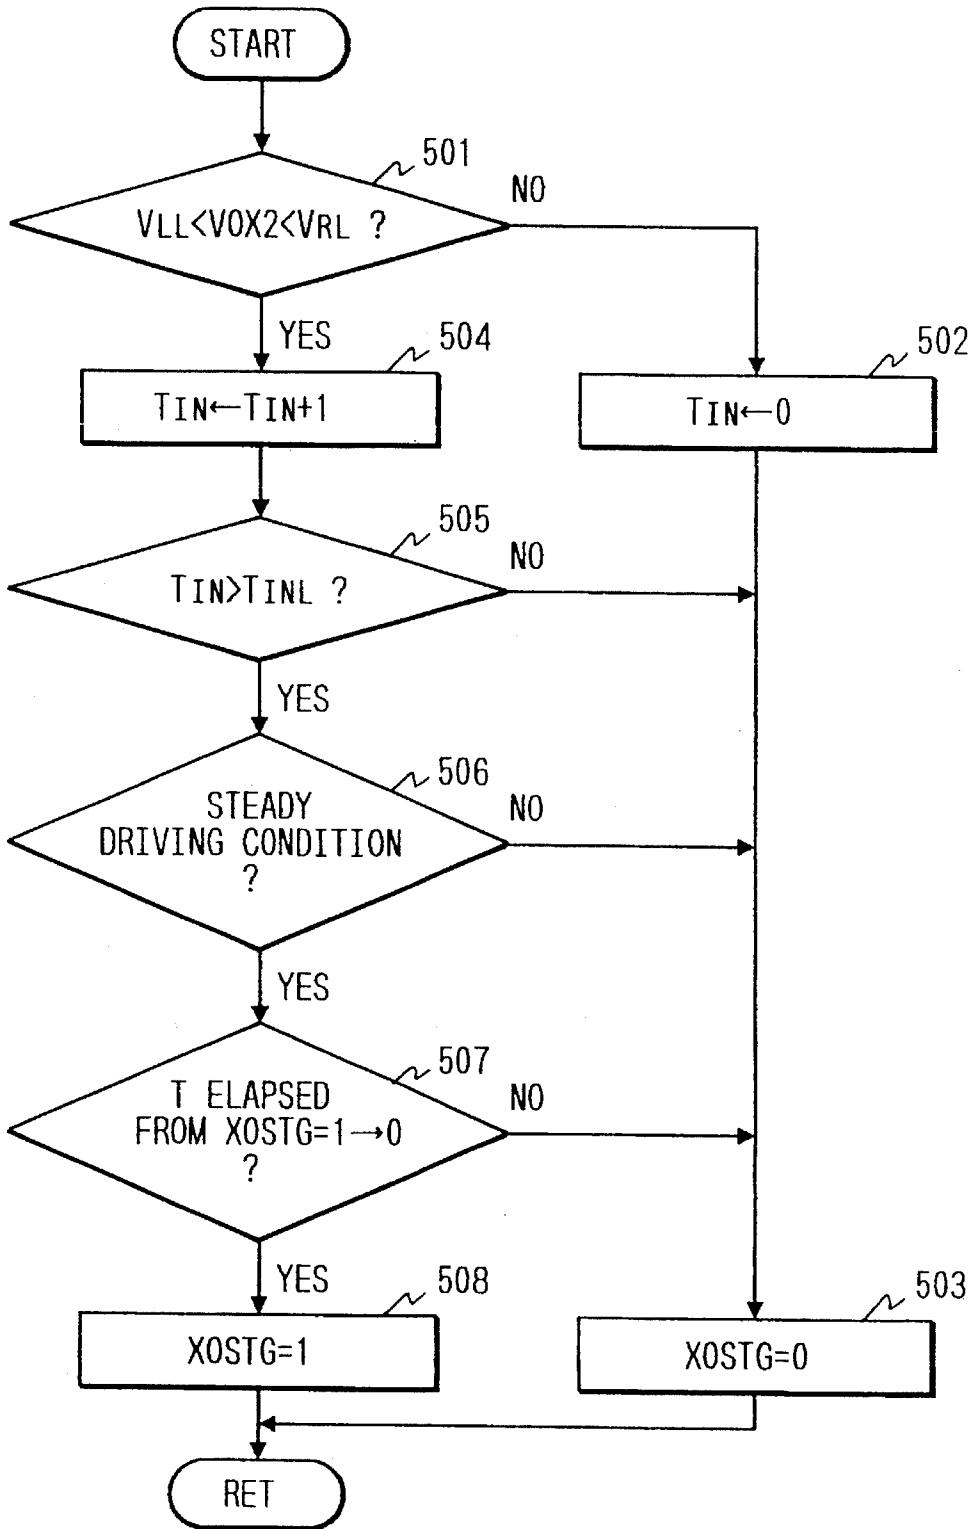 START
501
VLL<VOX2<VRL ?
NO
YES
504
502
TIN←TIN+1
TIN←0
505
TIN>TINL ?
NO
YES
506
STEADY
DRIVING CONDITION
?
NO
YES
507
T ELAPSED
FROM XOSTG=1→0
?
NO
YES
508
503
XOSTG=1
XOSTG=0
RET